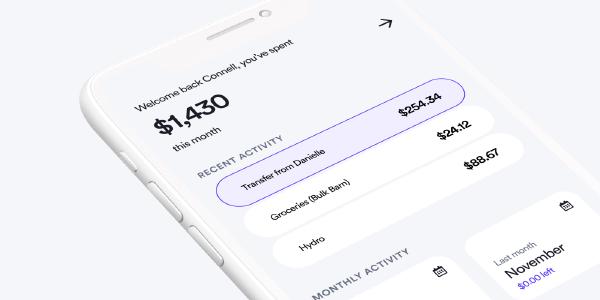 Welcome back Connell, you've spent
$1,430
this month
RECENT ACTIVITY
Transfer from Danielle $254.34
Groceries (Bulk Barn) $24.12
Hydro $88.67
MONTHLY ACTIVITY
Last month
November
$0.00 left